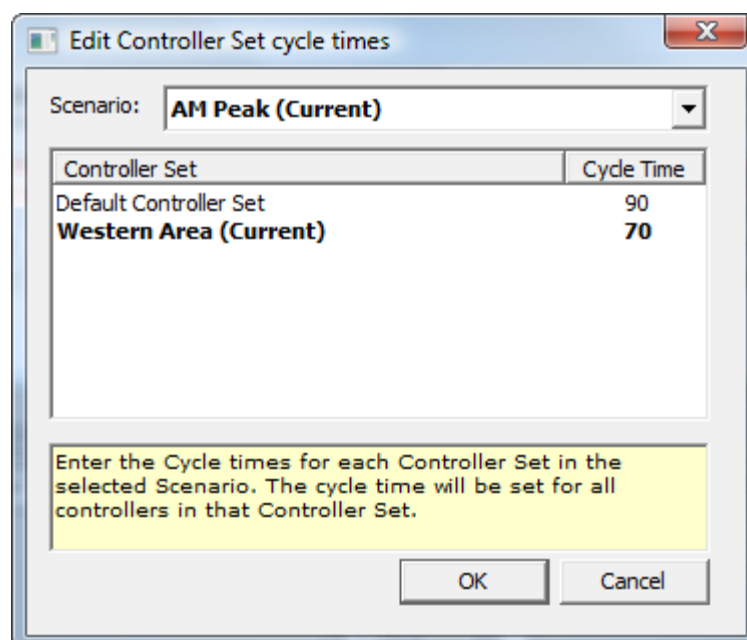 Edit Controller Set cycle times
Scenario: AM Peak (Current)
Controller Set Cycle Time
Default Controller Set 90
Western Area (Current) 70
Enter the Cycle times for each Controller Set in the
selected Scenario. The cycle time will be set for all
controllers in that Controller Set.
OK Cancel